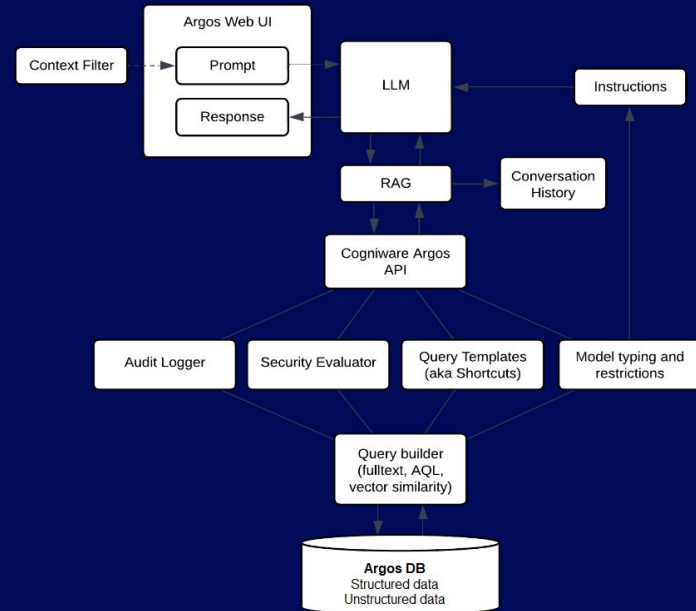 Argos Web UI
Context Filter
Prompt
Response
LLM
Instructions
RAG
Conversation
History
Cogniware Argos
API
Audit Logger
Security Evaluator
Query Templates
(aka Shortcuts)
Model typing and
restrictions
Query builder
(fulltext, AQL,
vector similarity)
Argos DB
Structured data
Unstructured data